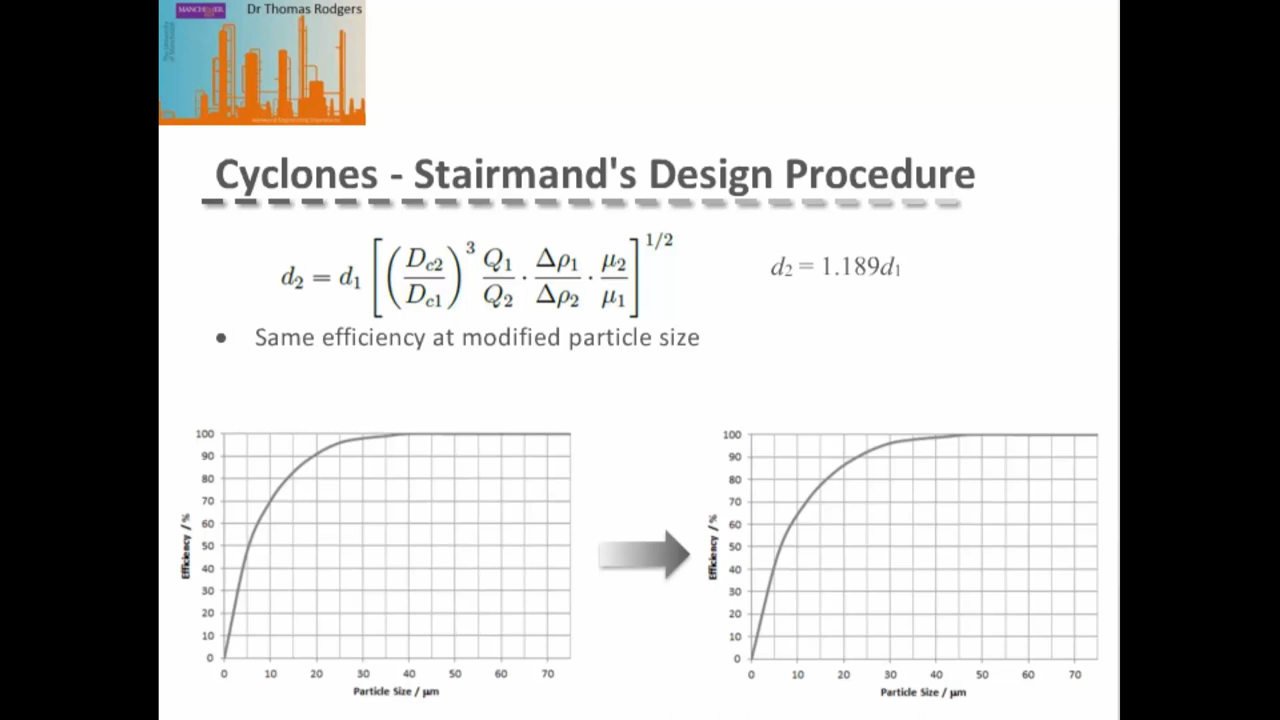 MANCHESTER
Dr Thomas Rodgers
Cyclones - Stairmand's Design Procedure
d₂ = d₁ [ (D_c2 / D_c1)³ Q₁/Q₂ · Δρ₁/Δρ₂ · μ₂/μ₁ ]^1/2
d₂ = 1.189d₁
• Same efficiency at modified particle size
100
90
80
70
60
50
40
30
20
10
0
Efficiency / %
0 10 20 30 40 50 60 70
Particle Size / μm
100
90
80
70
60
50
40
30
20
10
0
Efficiency / %
0 10 20 30 40 50 60 70
Particle Size / μm